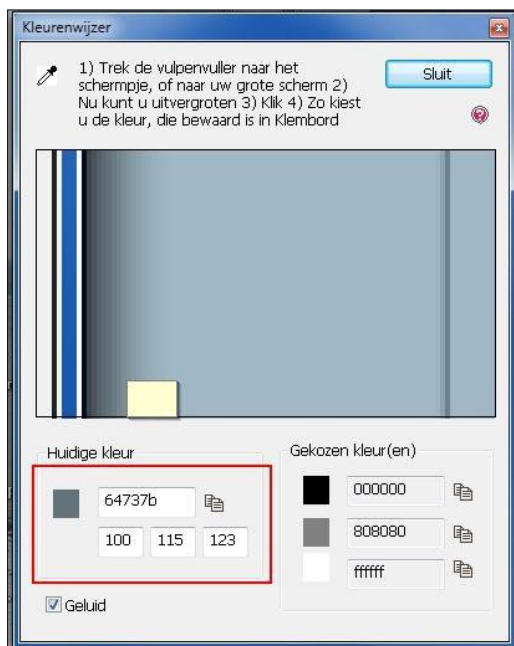 Kleurenwijzer
1) Trek de vulpenvuller naar het
schermpje, of naar uw grote scherm 2)
Nu kunt u uitvergroten 3) Klik 4) Zo kiest
u de kleur, die bewaard is in Klembord
Sluit
Huidige kleur
64737b
100 115 123
Gekozen kleur(en)
000000
808080
ffffff
Geluid